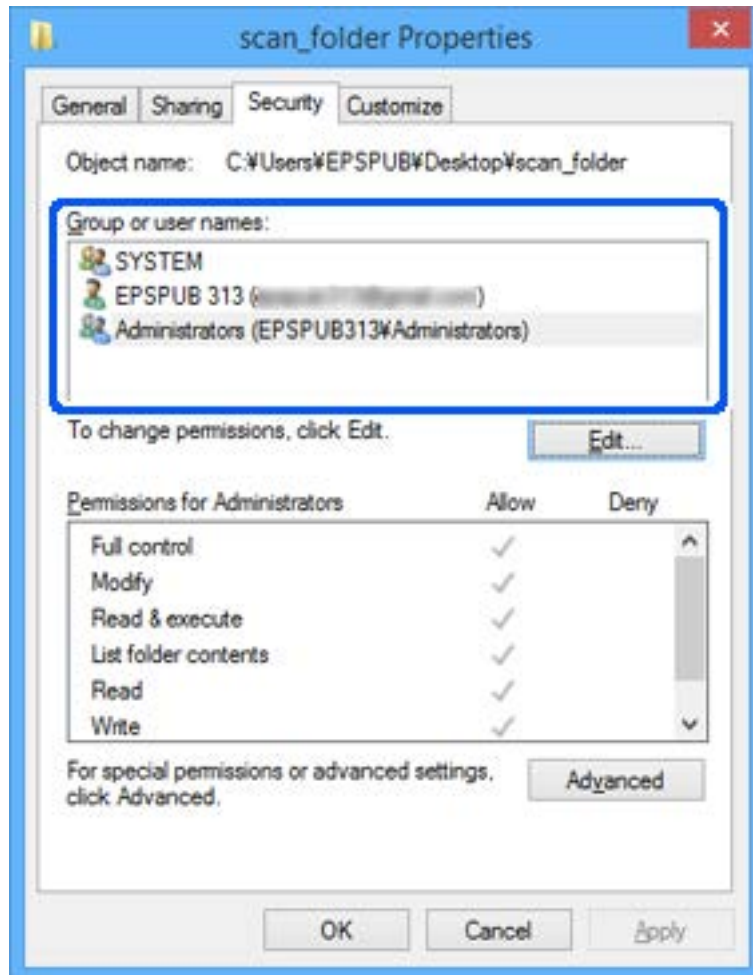 scan_folder Properties
General Sharing Security Customize
Object name: C:¥Users¥EPSPUB¥Desktop¥scan_folder
Group or user names:
SYSTEM
EPSPUB 313 ( )
Administrators (EPSPUB313¥Administrators)
To change permissions, click Edit.
Edit...
Permissions for Administrators Allow Deny
Full control
Modify
Read & execute
List folder contents
Read
Write
For special permissions or advanced settings,
click Advanced.
Advanced
OK Cancel Apply